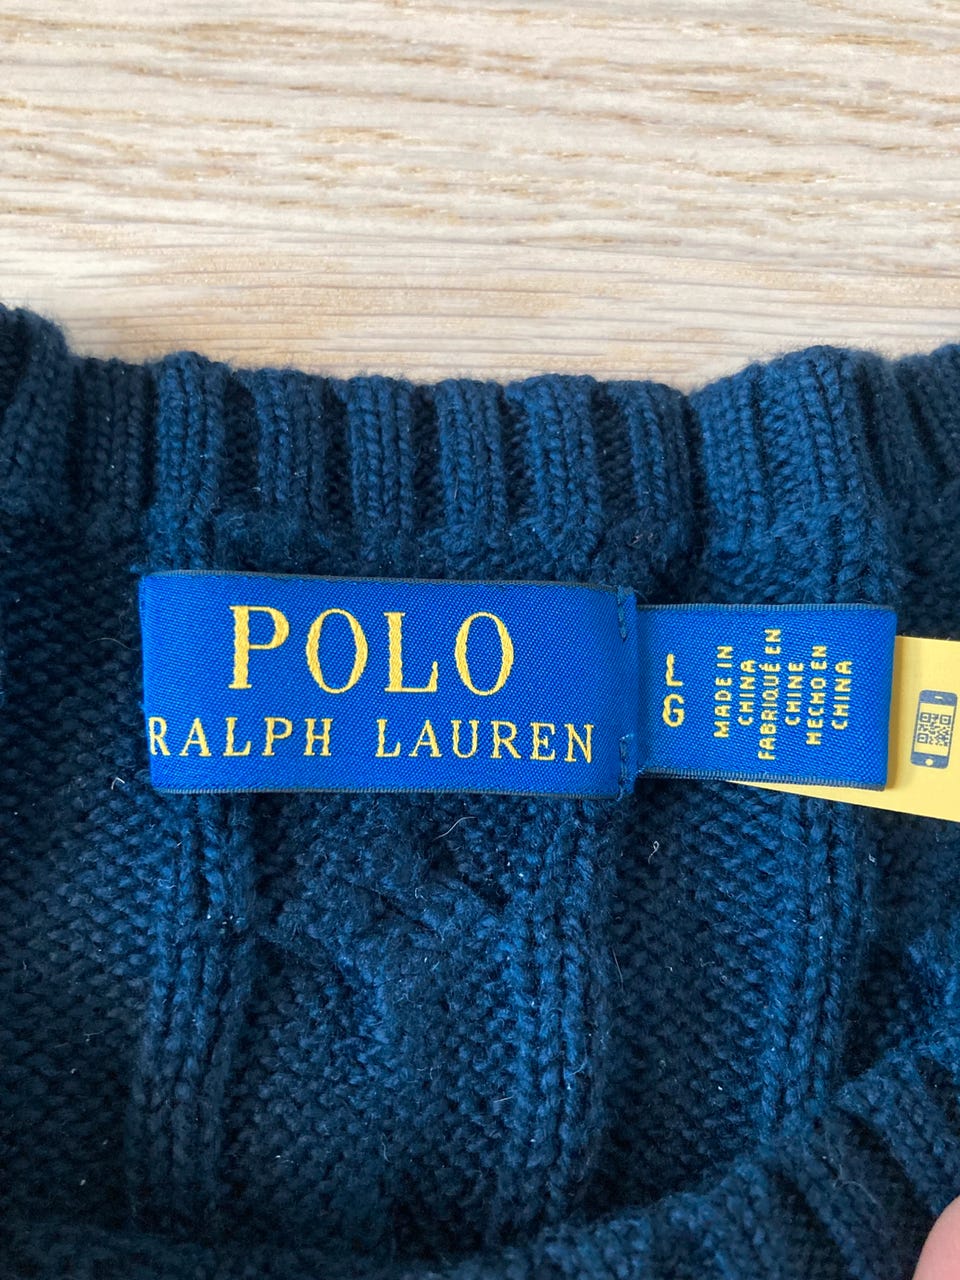 POLO
RALPH LAUREN
L
G
MADE IN
CHINA
FABRIQUÉ EN
CHINE
HECHO EN
CHINA